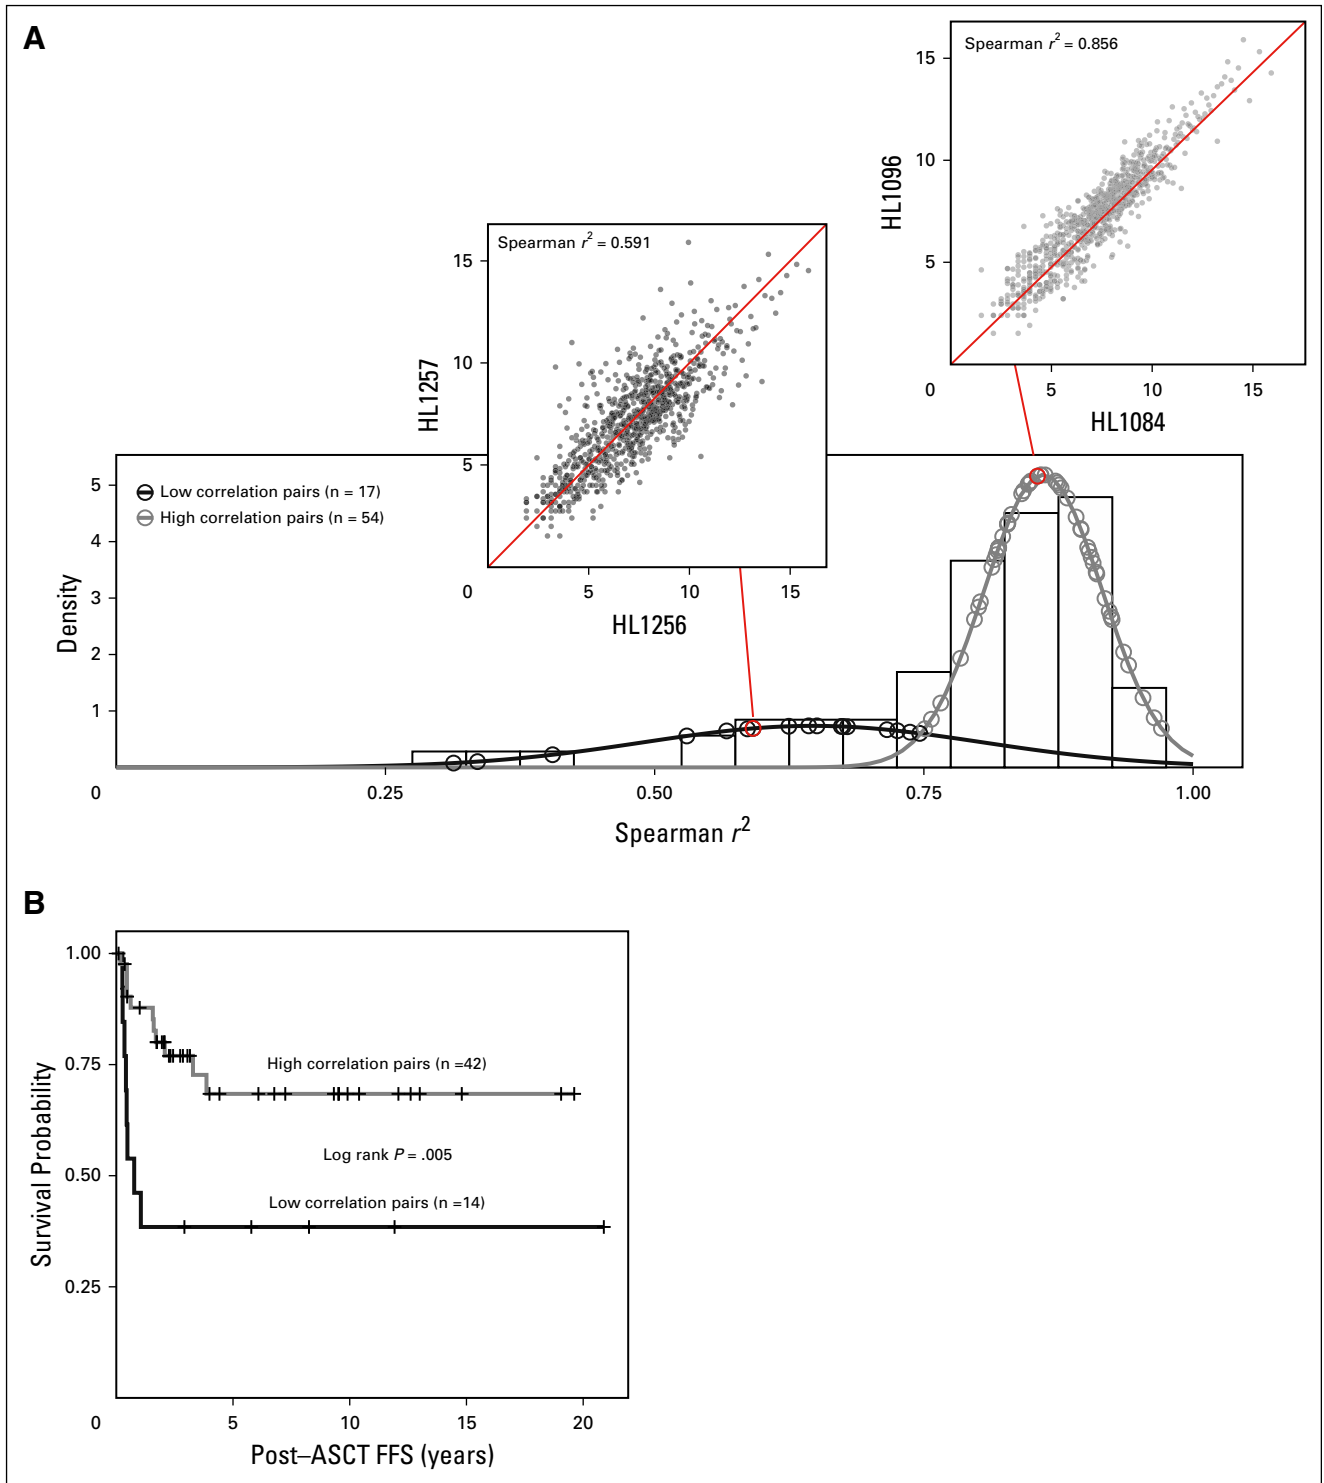 A
Spearman r² = 0.856
15
10
5
0
5
10
15
HL1096
HL1084
Spearman r² = 0.591
15
10
5
0
5
10
15
HL1257
HL1256
Low correlation pairs (n = 17)
High correlation pairs (n = 54)
5
4
3
2
1
0
0.25
0.50
0.75
1.00
Density
Spearman r²
B
1.00
0.75
0.50
0.25
0
5
10
15
20
Survival Probability
High correlation pairs (n =42)
Log rank P = .005
Low correlation pairs (n =14)
Post–ASCT FFS (years)